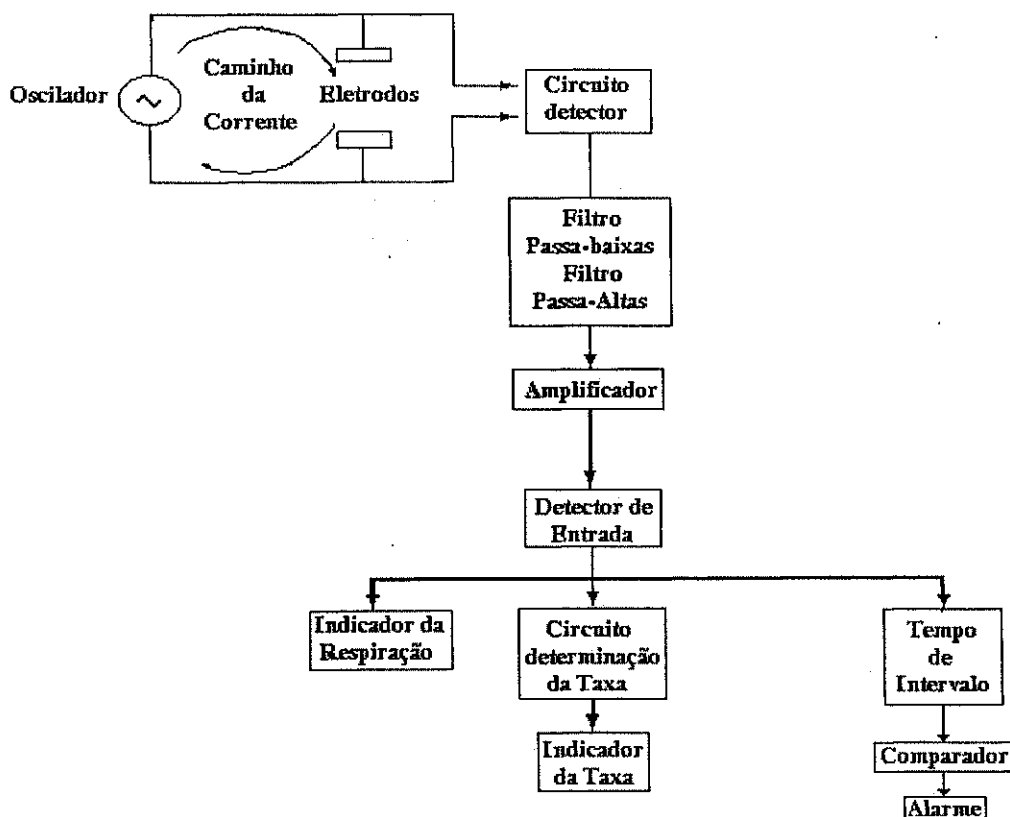 Oscilador
Caminho
da
Corrente
Eletrodos
Circuito
detector
Filtro
Passa-baixas
Filtro
Passa-Altas
Amplificador
Detector de
Entrada
Indicador da
Respiração
Circuito
determinação
da Taxa
Indicador
da Taxa
Tempo
de
Intervalo
Comparador
Alarme